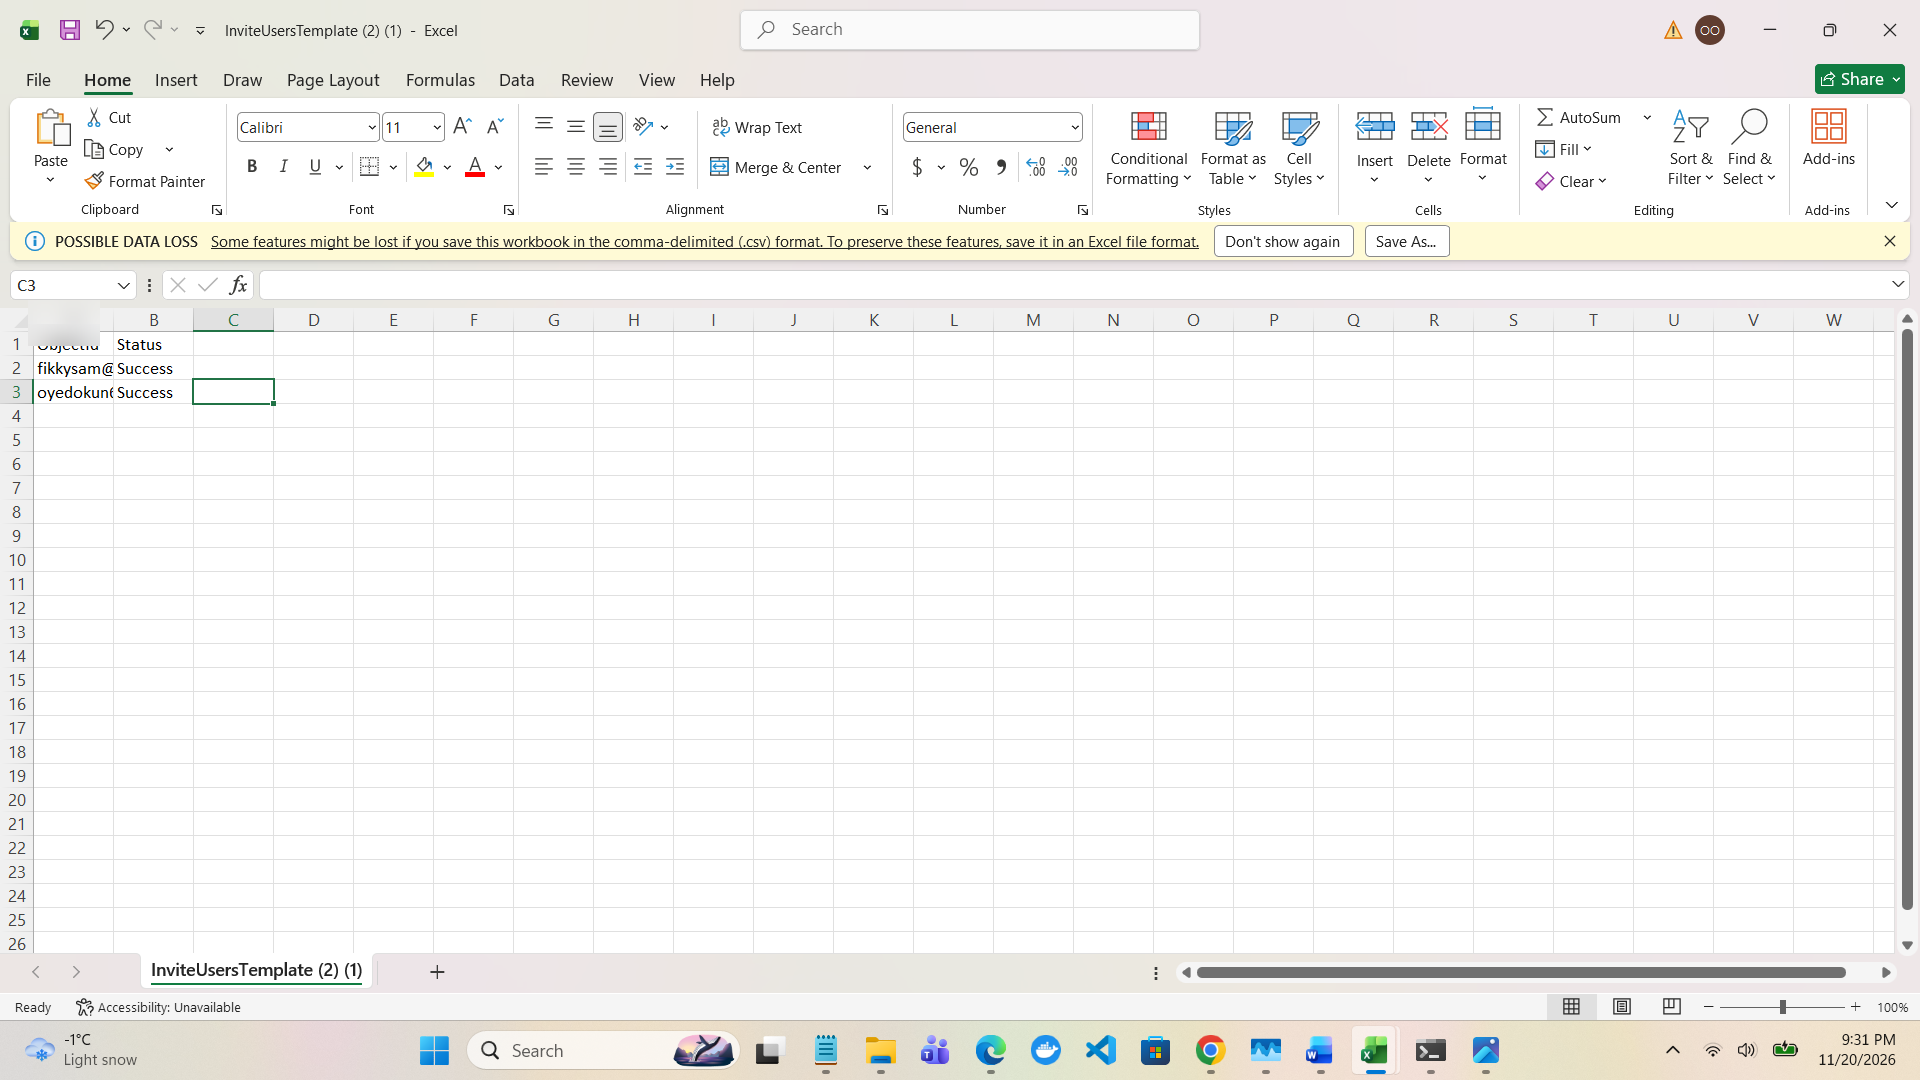 InviteUsersTemplate (2) (1) - Excel
Search
OO
File Home Insert Draw Page Layout Formulas Data Review View Help
Share
Paste
Cut
Copy
Format Painter
Clipboard
Calibri 11
B I U
Font
Wrap Text
Merge & Center
Alignment
General
$ %
Number
Conditional Formatting
Format as Table
Cell Styles
Styles
Insert Delete Format
Cells
AutoSum
Fill
Clear
Sort & Filter
Find & Select
Editing
Add-ins
Add-ins
POSSIBLE DATA LOSS Some features might be lost if you save this workbook in the comma-delimited (.csv) format. To preserve these features, save it in an Excel file format. Don't show again Save As...
C3 fx
B C D E F G H I J K L M N O P Q R S T U V W
1 ObjectId Status
2 fikkysam@ Success
3 oyedokun Success
4
5
6
7
8
9
10
11
12
13
14
15
16
17
18
19
20
21
22
23
24
25
26
InviteUsersTemplate (2) (1)
Ready Accessibility: Unavailable 100%
-1°C
Light snow
Search
9:31 PM
11/20/2026